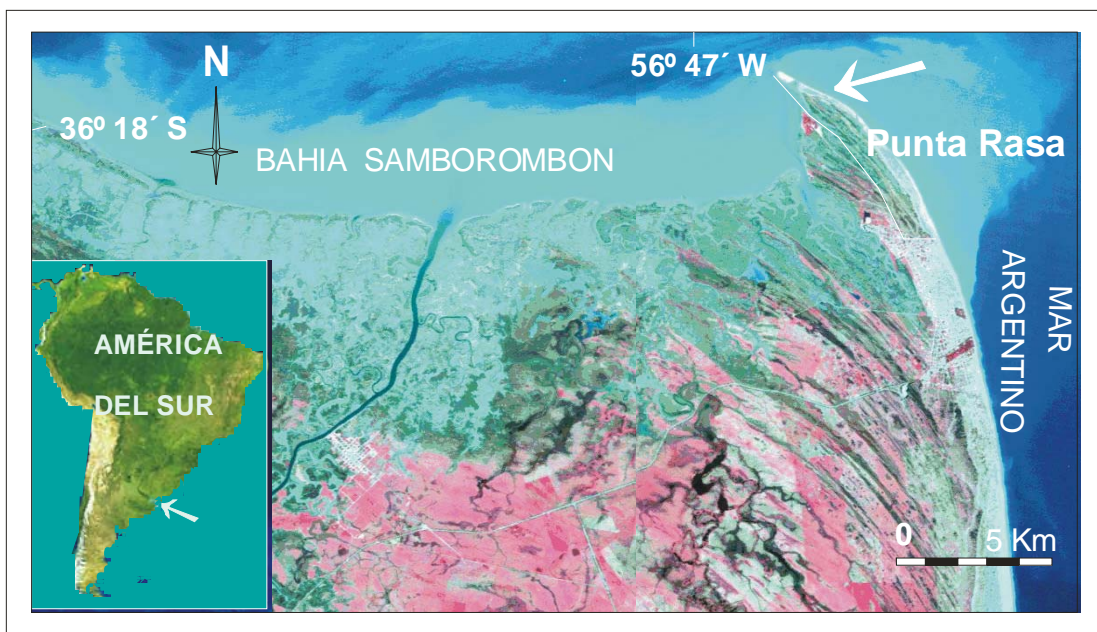 N
56º 47´ W
36º 18´ S
BAHIA SAMBOROMBON
Punta Rasa
MAR
ARGENTINO
AMÉRICA
DEL SUR
0
5 Km